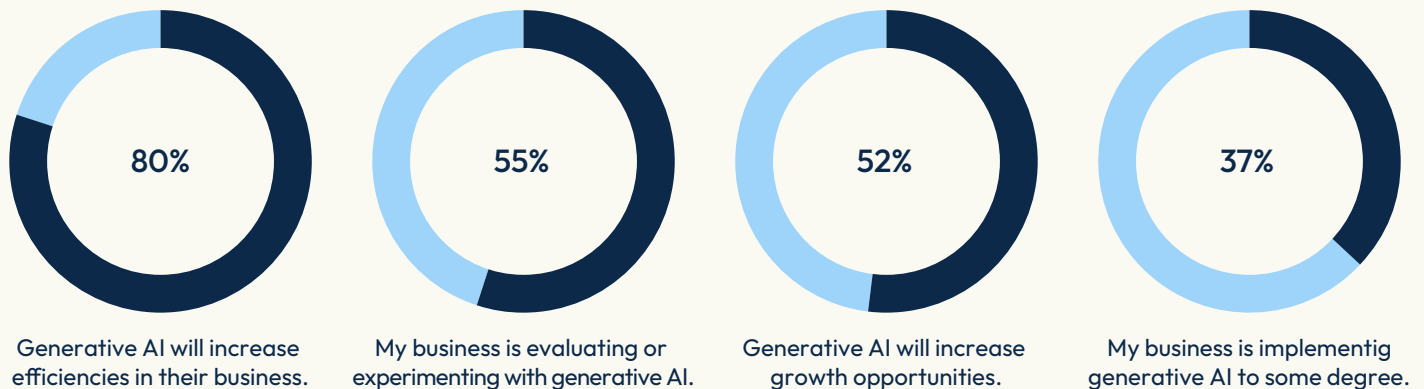 80%
Generative AI will increase
efficiencies in their business.
55%
My business is evaluating or
experimenting with generative AI.
52%
Generative AI will increase
growth opportunities.
37%
My business is implementig
generative AI to some degree.